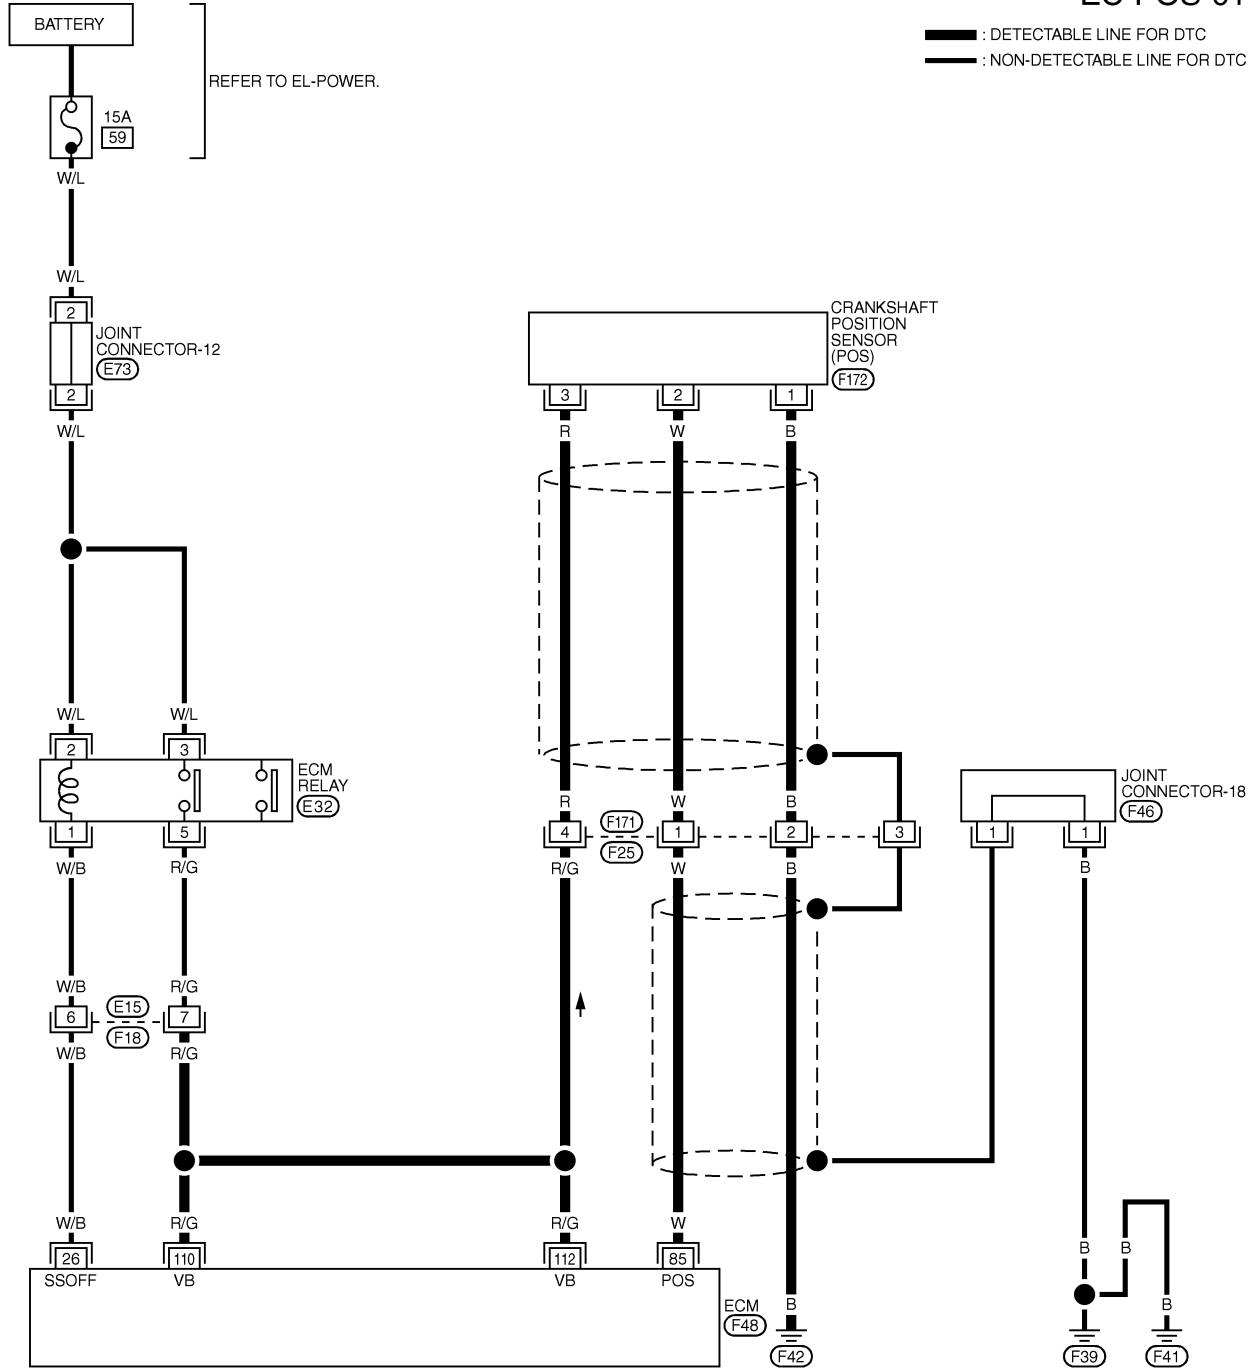 BATTERY
: DETECTABLE LINE FOR DTC
: NON-DETECTABLE LINE FOR DTC
REFER TO EL-POWER.
15A
59
W/L
W/L
2
JOINT
CONNECTOR-12
E73
2
W/L
CRANKSHAFT
POSITION
SENSOR
(POS)
F172
3 2 1
R W B
W/L W/L
2 3
ECM
RELAY
E32
1 5
W/B R/G
R W B
4 F171 1 2 3
F25
R/G W B
JOINT
CONNECTOR-18
F46
1 1
B
W/B R/G
6 E15 7
F18
W/B R/G
W/B R/G R/G W
26 110 112 85
SSOFF VB VB POS
ECM
F48
B
F42
B B
B
F39 F41